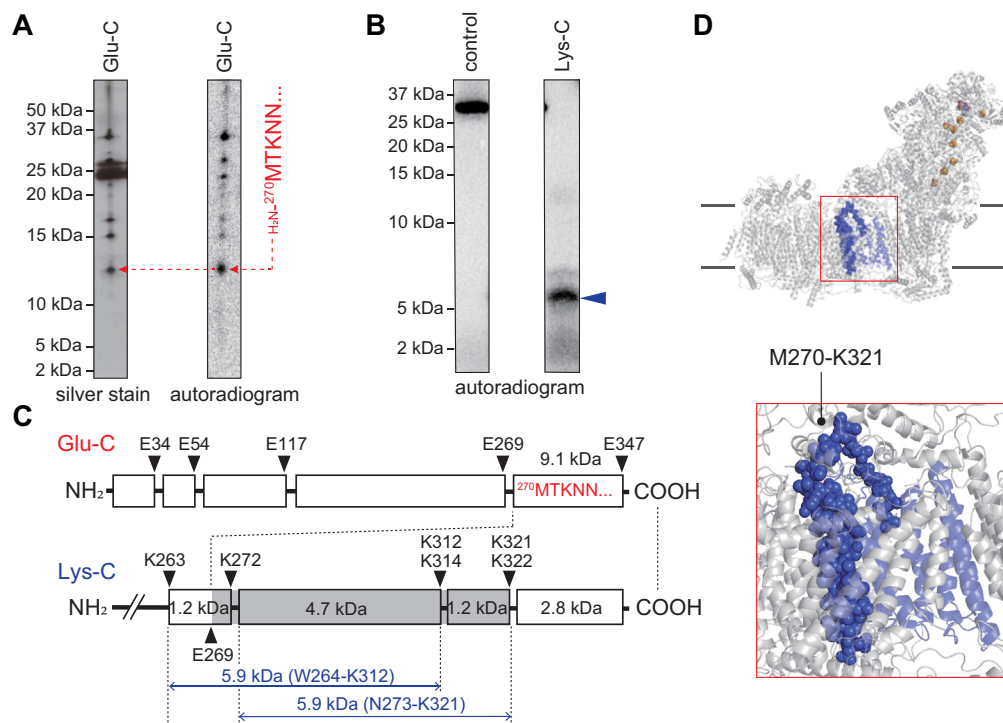 A
Glu-C
Glu-C
50 kDa
37 kDa
25 kDa
20 kDa
15 kDa
10 kDa
5 kDa
2 kDa
H₂N-²⁷⁰MTKNN...
silver stain
autoradiogram
B
control
Lys-C
37 kDa
25 kDa
20 kDa
15 kDa
10 kDa
5 kDa
2 kDa
autoradiogram
C
Glu-C
E34
E54
E117
E269
9.1 kDa
E347
NH₂
²⁷⁰MTKNN...
COOH
Lys-C
K263
K272
K312
K314
K321
K322
NH₂
1.2 kDa
4.7 kDa
1.2 kDa
2.8 kDa
COOH
E269
5.9 kDa (W264-K312)
5.9 kDa (N273-K321)
D
M270-K321